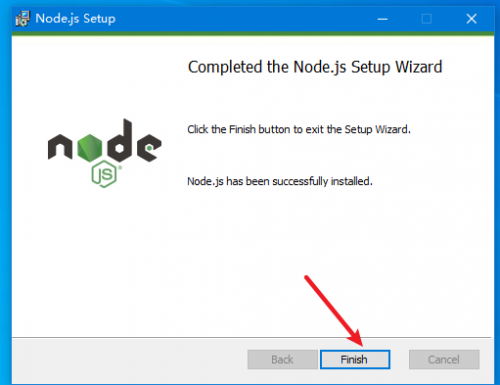 Node.js Setup
Completed the Node.js Setup Wizard
Click the Finish button to exit the Setup Wizard.
node
JS
Node.js has been successfully installed.
Back
Finish
Cancel